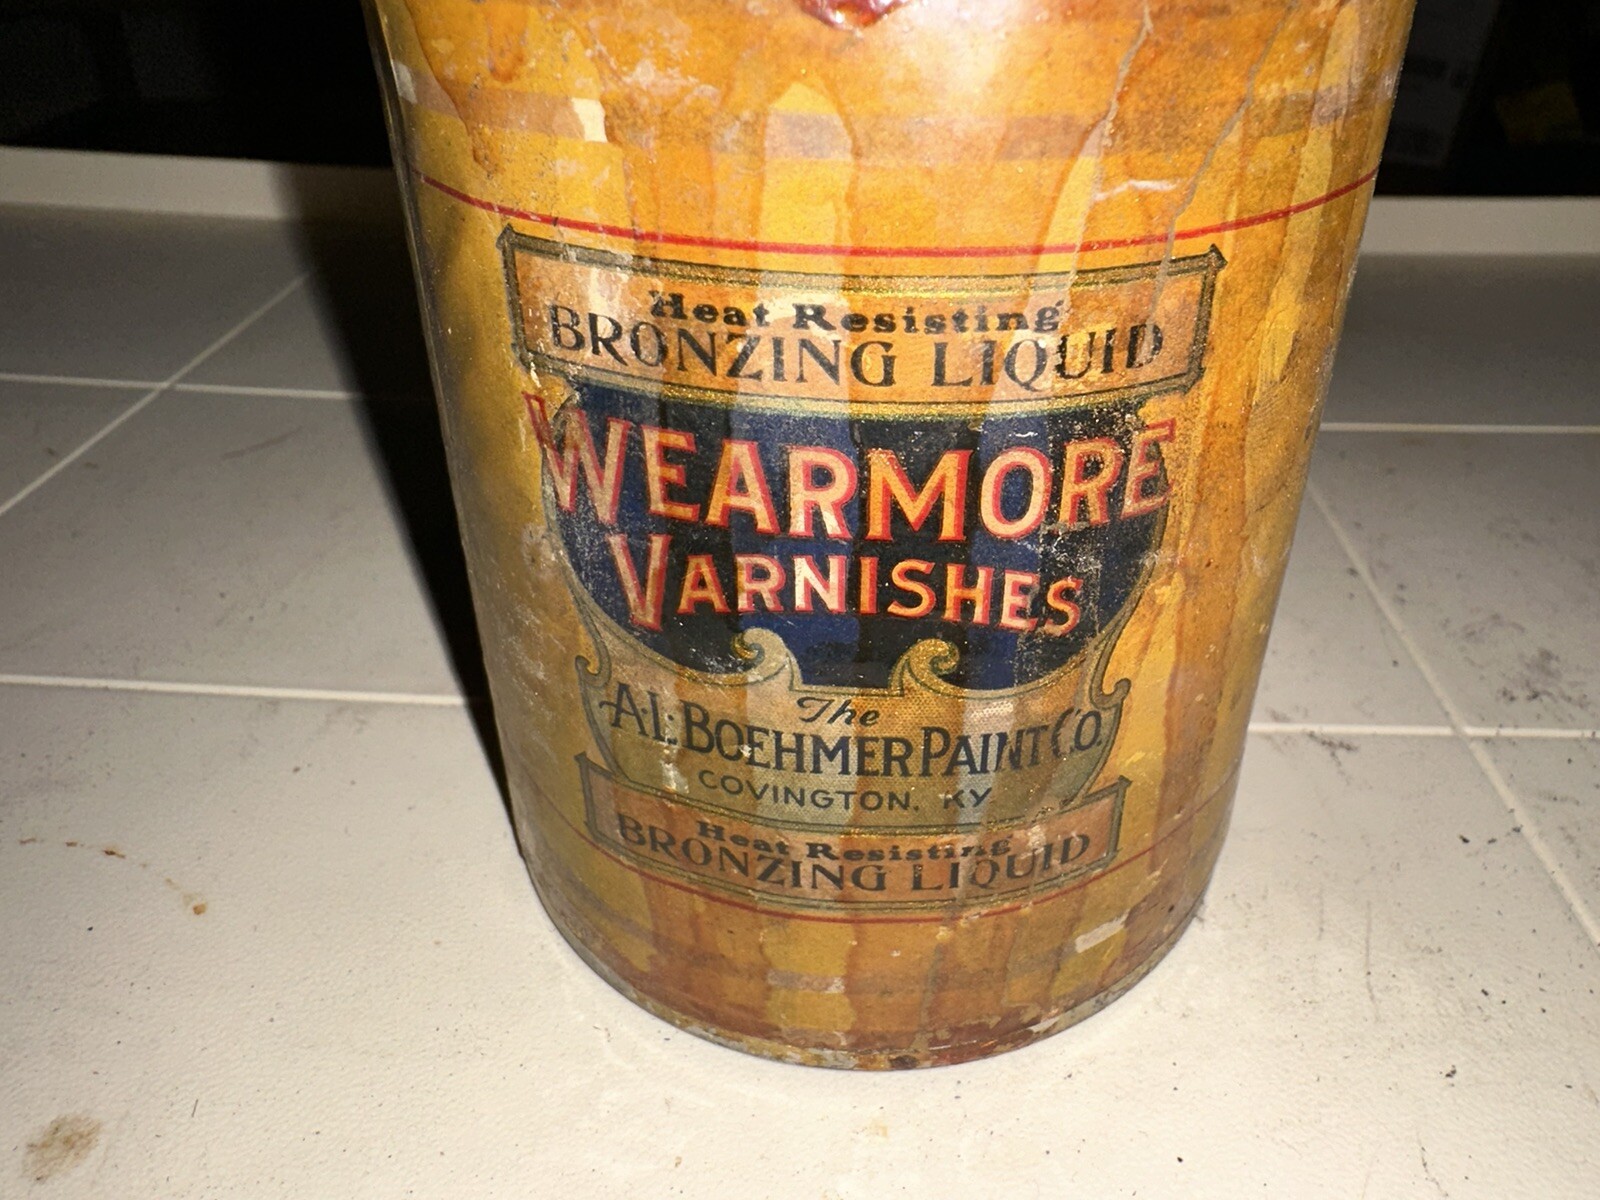 Heat Resisting
BRONZING LIQUID
WEARMORE
VARNISHES
The
A.L. BOEHMER PAINT CO.
COVINGTON, KY
Heat Resisting
BRONZING LIQUID